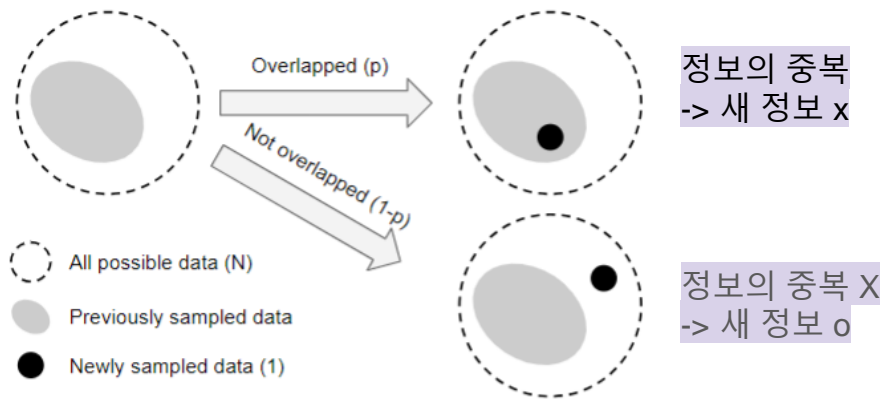 Overlapped (p)
정보의 중복
-> 새 정보 x
Not overlapped (1-p)
All possible data (N)
Previously sampled data
Newly sampled data (1)
정보의 중복 X
-> 새 정보 o